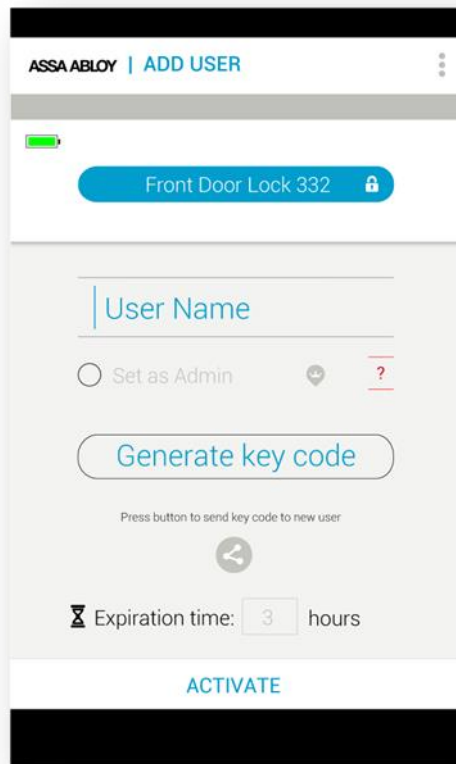 ASSA ABLOY | ADD USER
Front Door Lock 332
User Name
Set as Admin ?
Generate key code
Press button to send key code to new user
Expiration time: 3 hours
ACTIVATE